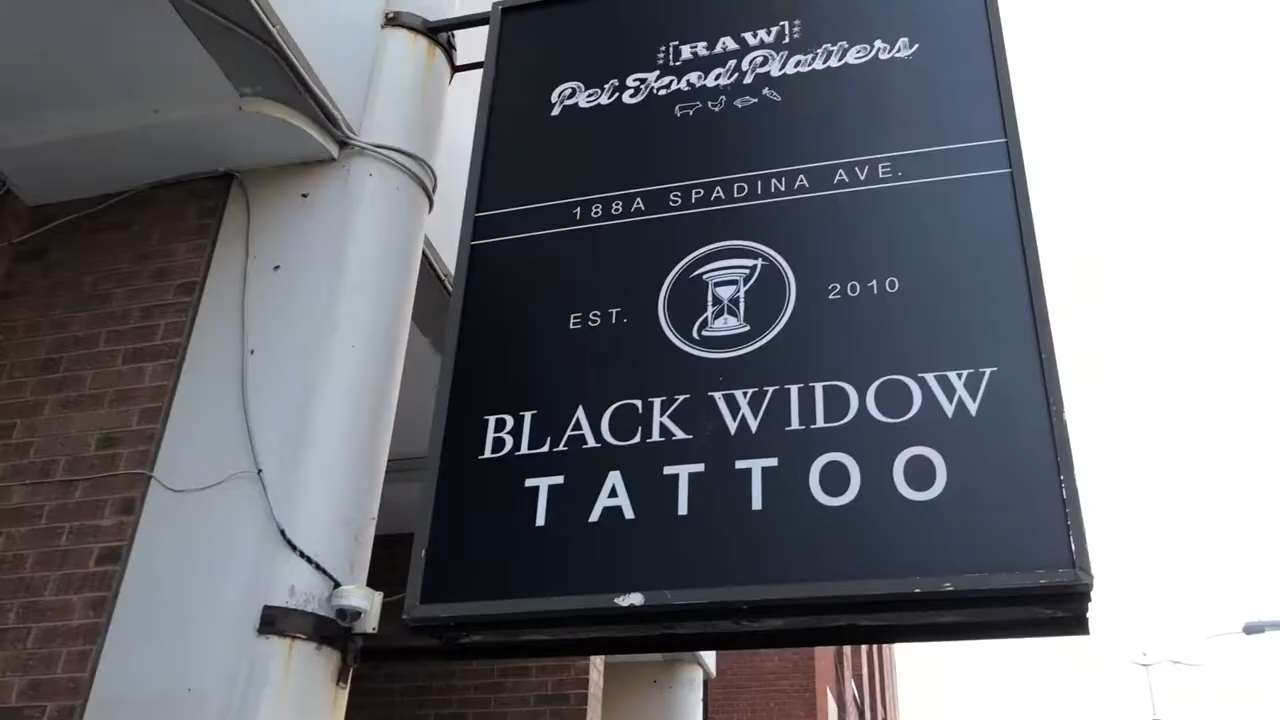 [RAW]
Pet Food Platters
188A SPADINA AVE.
EST. 2010
BLACK WIDOW
TATTOO